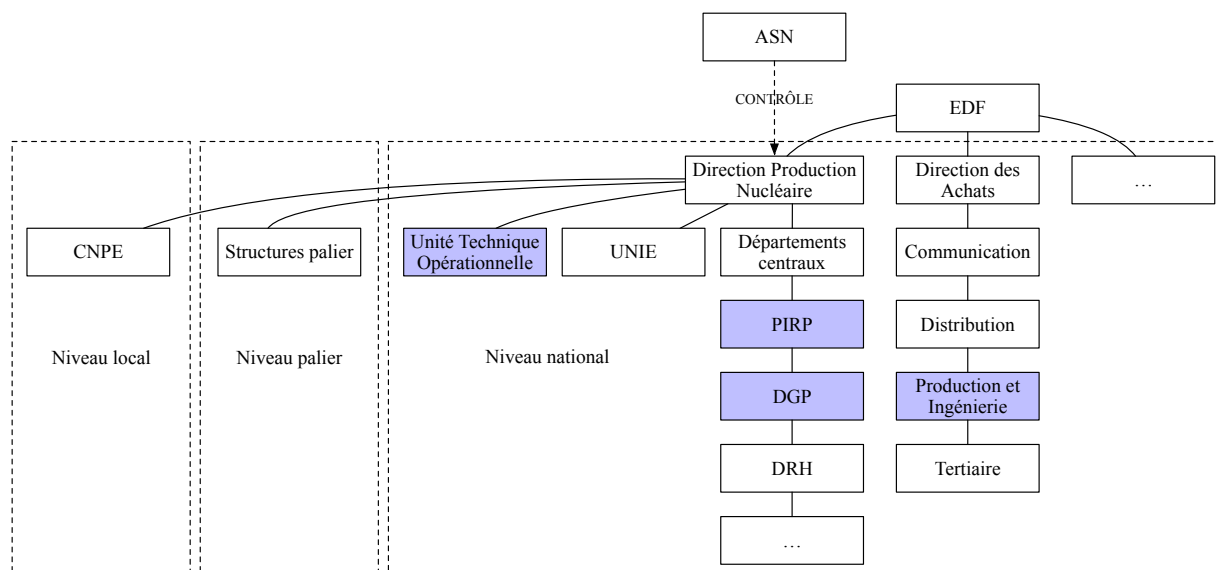 ASN
CONTRÔLE
EDF
Direction Production
Nucléaire
Direction des
Achats
…
CNPE
Structures palier
Unité Technique
Opérationnelle
UNIE
Départements
centraux
Communication
PIRP
Distribution
Niveau local
Niveau palier
Niveau national
DGP
Production et
Ingénierie
DRH
Tertiaire
…